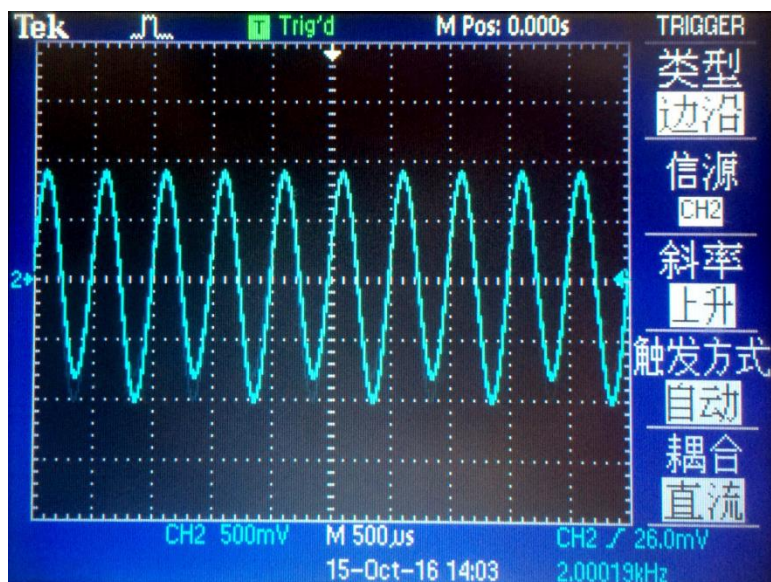 Tek T Trig'd M Pos: 0.000s TRIGGER
类型
边沿
信源
CH2
斜率
上升
触发方式
自动
耦合
直流
2
CH2 500mV M 500µs CH2 26.0mV
15-Oct-16 14:03 2.00019kHz